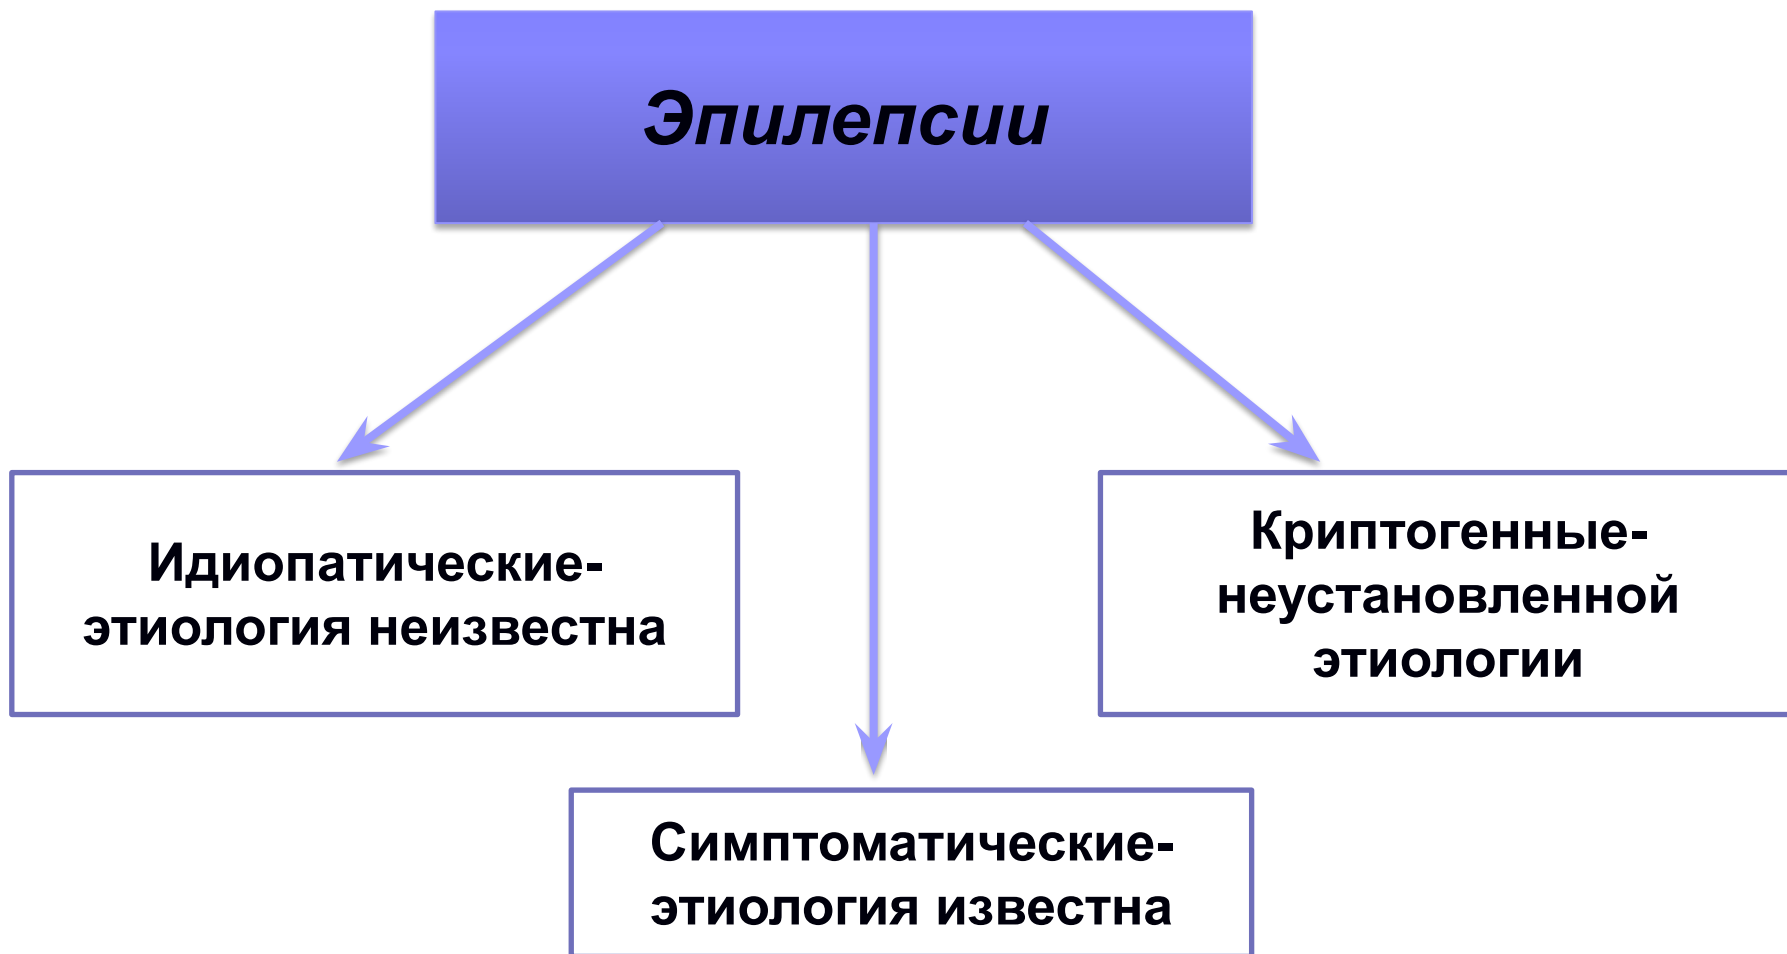 Эпилепсии
Идиопатические-
этиология неизвестна
Криптогенные-
неустановленной
этиологии
Симптоматические-
этиология известна